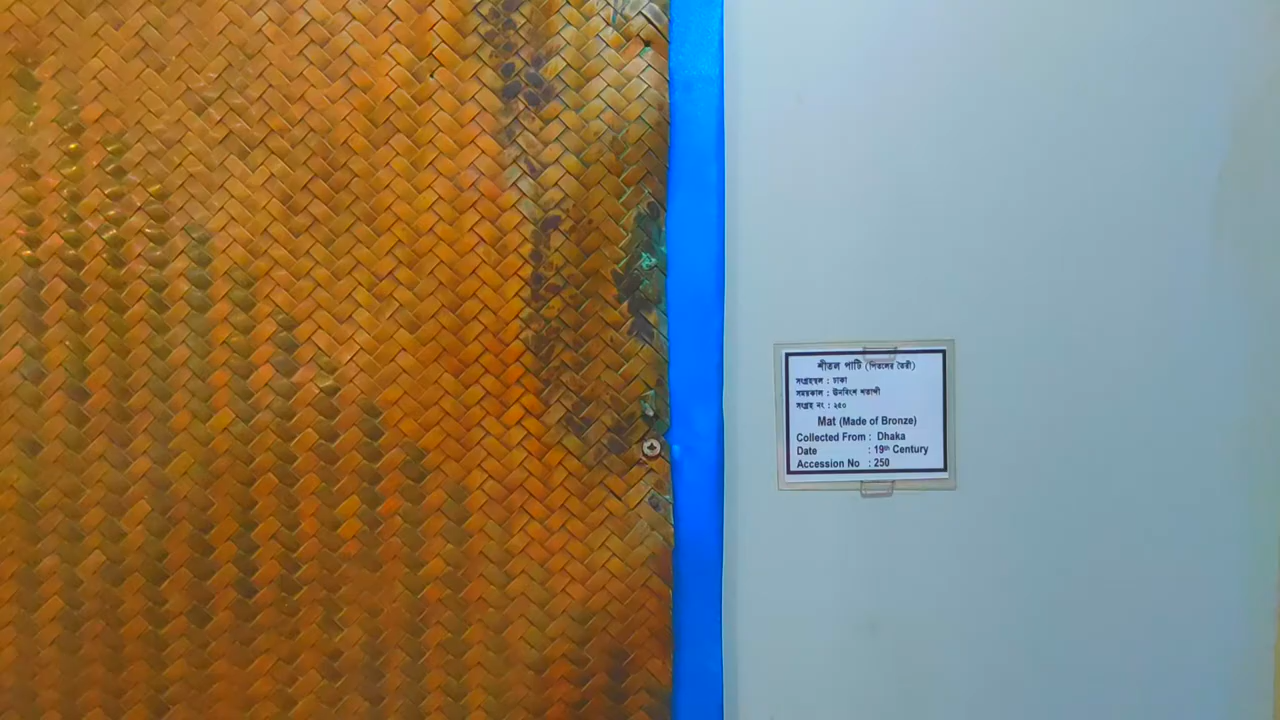 শীতল পাটি (পিতলের তৈরী)
সংগ্রহস্থল : ঢাকা
সময়কাল : ঊনবিংশ শতাব্দী
সংগ্রহ নং : ২৫০
Mat (Made of Bronze)
Collected From : Dhaka
Date : 19th Century
Accession No : 250